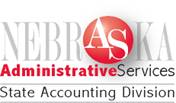 NEBRASKA
AdministrativeServices
State Accounting Division